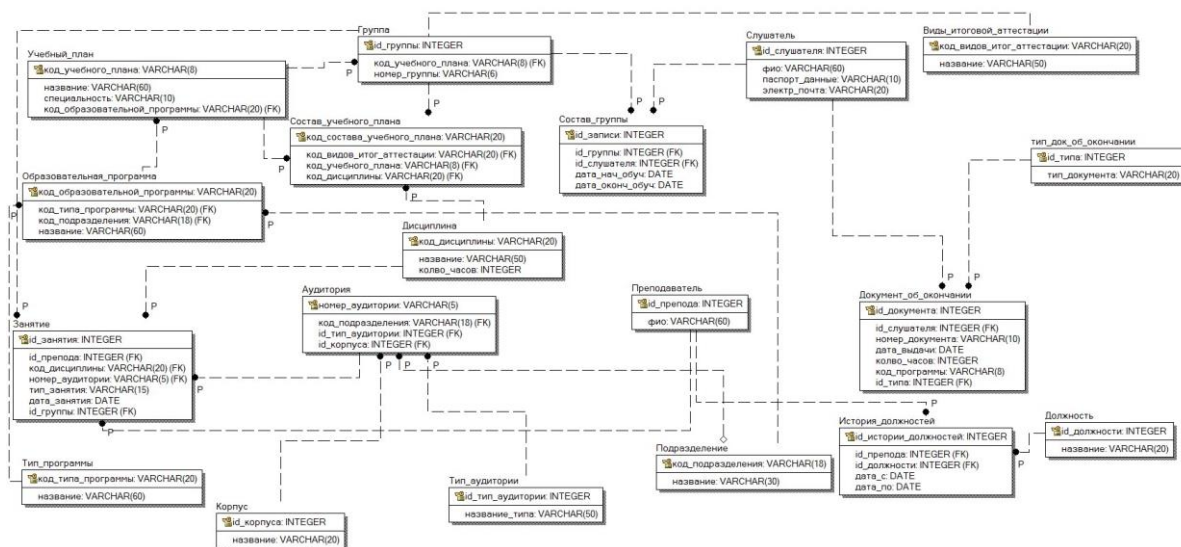 Учебный_план
код_учебного_плана: VARCHAR(8)
название: VARCHAR(60)
специальность: VARCHAR(10)
код_образовательной_программы: VARCHAR(20) (FK)
Группа
id_группы: INTEGER
код_учебного_плана: VARCHAR(8) (FK)
номер_группы: VARCHAR(6)
Слушатель
id_слушателя: INTEGER
фио: VARCHAR(60)
паспорт_данные: VARCHAR(10)
электр_почта: VARCHAR(20)
Виды_итоговой_аттестации
код_видов_итог_аттестации: VARCHAR(20)
название: VARCHAR(50)
P
P
P
P
P
P
Состав_учебного_плана
код_состава_учебного_плана: VARCHAR(20)
код_видов_итог_аттестации: VARCHAR(20) (FK)
код_учебного_плана: VARCHAR(8) (FK)
код_дисциплины: VARCHAR(20) (FK)
Состав_группы
id_записи: INTEGER
id_группы: INTEGER (FK)
id_слушателя: INTEGER (FK)
дата_нач_обуч: DATE
дата_оконч_обуч: DATE
тип_док_об_окончании
id_типа: INTEGER
тип_документа: VARCHAR(20)
Образовательная_программа
код_образовательной_программы: VARCHAR(20)
код_типа_программы: VARCHAR(20) (FK)
код_подразделения: VARCHAR(18) (FK)
название: VARCHAR(60)
P
P
P
Дисциплина
код_дисциплины: VARCHAR(20)
название: VARCHAR(50)
колво_часов: INTEGER
Аудитория
номер_аудитории: VARCHAR(5)
код_подразделения: VARCHAR(18) (FK)
id_тип_аудитории: INTEGER (FK)
id_корпуса: INTEGER (FK)
Преподаватель
id_препода: INTEGER
фио: VARCHAR(60)
P
P
Документ_об_окончании
id_документа: INTEGER
id_слушателя: INTEGER (FK)
номер_документа: VARCHAR(10)
дата_выдачи: DATE
колво_часов: INTEGER
код_программы: VARCHAR(8)
id_типа: INTEGER (FK)
P
P
Занятие
id_занятия: INTEGER
id_препода: INTEGER (FK)
код_дисциплины: VARCHAR(20) (FK)
номер_аудитории: VARCHAR(5) (FK)
тип_занятия: VARCHAR(15)
дата_занятия: DATE
id_группы: INTEGER (FK)
P
P
P
P
P
P
История_должностей
id_истории_должностей: INTEGER
id_препода: INTEGER (FK)
id_должности: INTEGER (FK)
дата_с: DATE
дата_по: DATE
P
Должность
id_должности: INTEGER
название: VARCHAR(20)
Подразделение
код_подразделения: VARCHAR(18)
название: VARCHAR(30)
Тип_программы
код_типа_программы: VARCHAR(20)
название: VARCHAR(60)
Тип_аудитории
id_тип_аудитории: INTEGER
название_типа: VARCHAR(50)
Корпус
id_корпуса: INTEGER
название: VARCHAR(20)